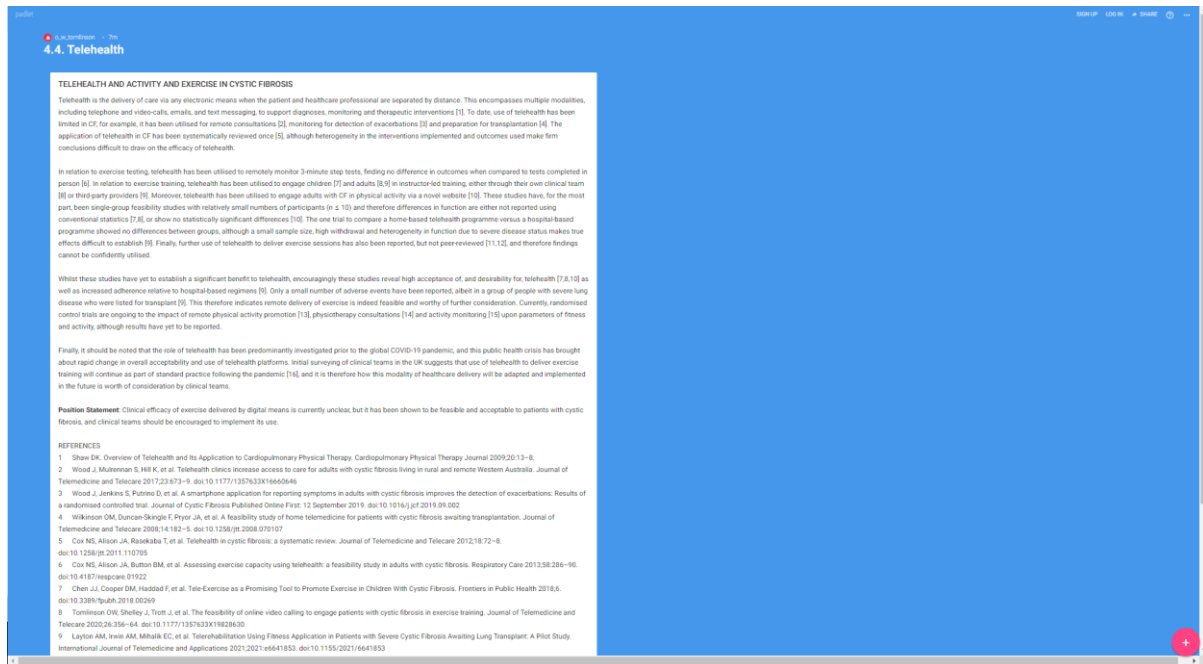 padlet
SIGN UP LOG IN SHARE
o_w_tomlinson · 7m
4.4. Telehealth
TELEHEALTH AND ACTIVITY AND EXERCISE IN CYSTIC FIBROSIS
Telehealth is the delivery of care via any electronic means when the patient and healthcare professional are separated by distance. This encompasses multiple modalities,
including telephone and video-calls, emails, and text messaging, to support diagnoses, monitoring and therapeutic interventions [1]. To date, use of telehealth has been
limited in CF, for example, it has been utilised for remote consultations [2], monitoring for detection of exacerbations [3] and preparation for transplantation [4]. The
application of telehealth in CF has been systematically reviewed once [5], although heterogeneity in the interventions implemented and outcomes used make firm
conclusions difficult to draw on the efficacy of telehealth.
In relation to exercise testing, telehealth has been utilised to remotely monitor 3-minute step tests, finding no difference in outcomes when compared to tests completed in
person [6]. In relation to exercise training, telehealth has been utilised to engage children [7] and adults [8,9] in instructor-led training, either through their own clinical team
[8] or third-party providers [9]. Moreover, telehealth has been utilised to engage adults with CF in physical activity via a novel website [10]. These studies have, for the most
part, been single-group feasibility studies with relatively small numbers of participants (n ≤ 10) and therefore differences in function are either not reported using
conventional statistics [7,8], or show no statistically significant differences [10]. The one trial to compare a home-based telehealth programme versus a hospital-based
programme showed no differences between groups, although a small sample size, high withdrawal and heterogeneity in function due to severe disease status makes true
effects difficult to establish [9]. Finally, further use of telehealth to deliver exercise sessions has also been reported, but not peer-reviewed [11,12], and therefore findings
cannot be confidently utilised.
Whilst these studies have yet to establish a significant benefit to telehealth, encouragingly these studies reveal high acceptance of, and desirability for, telehealth [7,8,10] as
well as increased adherence relative to hospital-based regimens [9]. Only a small number of adverse events have been reported, albeit in a group of people with severe lung
disease who were listed for transplant [9]. This therefore indicates remote delivery of exercise is indeed feasible and worthy of further consideration. Currently, randomised
control trials are ongoing to the impact of remote physical activity promotion [13], physiotherapy consultations [14] and activity monitoring [15] upon parameters of fitness
and activity, although results have yet to be reported.
Finally, it should be noted that the role of telehealth has been predominantly investigated prior to the global COVID-19 pandemic, and this public health crisis has brought
about rapid change in overall acceptability and use of telehealth platforms. Initial surveying of clinical teams in the UK suggests that use of telehealth to deliver exercise
training will continue as part of standard practice following the pandemic [16], and it is therefore how this modality of healthcare delivery will be adapted and implemented
in the future is worth of consideration by clinical teams.
Position Statement: Clinical efficacy of exercise delivered by digital means is currently unclear, but it has been shown to be feasible and acceptable to patients with cystic
fibrosis, and clinical teams should be encouraged to implement its use.
REFERENCES
1 Shaw DK. Overview of Telehealth and Its Application to Cardiopulmonary Physical Therapy. Cardiopulmonary Physical Therapy Journal 2009;20:13–8.
2 Wood J, Mulrennan S, Hill K, et al. Telehealth clinics increase access to care for adults with cystic fibrosis living in rural and remote Western Australia. Journal of
Telemedicine and Telecare 2017;23:673–9. doi:10.1177/1357633X16660646
3 Wood J, Jenkins S, Putrino D, et al. A smartphone application for reporting symptoms in adults with cystic fibrosis improves the detection of exacerbations: Results of
a randomised controlled trial. Journal of Cystic Fibrosis Published Online First: 12 September 2019. doi:10.1016/j.jcf.2019.09.002
4 Wilkinson OM, Duncan-Skingle F, Pryor JA, et al. A feasibility study of home telemedicine for patients with cystic fibrosis awaiting transplantation. Journal of
Telemedicine and Telecare 2008;14:182–5. doi:10.1258/jtt.2008.070107
5 Cox NS, Alison JA, Rasekaba T, et al. Telehealth in cystic fibrosis: a systematic review. Journal of Telemedicine and Telecare 2012;18:72–8.
doi:10.1258/jtt.2011.110705
6 Cox NS, Alison JA, Button BM, et al. Assessing exercise capacity using telehealth: a feasibility study in adults with cystic fibrosis. Respiratory Care 2013;58:286–90.
doi:10.4187/respcare.01922
7 Chen JJ, Cooper DM, Haddad F, et al. Tele-Exercise as a Promising Tool to Promote Exercise in Children With Cystic Fibrosis. Frontiers in Public Health 2018;6.
doi:10.3389/fpubh.2018.00269
8 Tomlinson OW, Shelley J, Trott J, et al. The feasibility of online video calling to engage patients with cystic fibrosis in exercise training. Journal of Telemedicine and
Telecare 2020;26:356–64. doi:10.1177/1357633X19828630
9 Layton AM, Irwin AM, Mihalik EC, et al. Telerehabilitation Using Fitness Application in Patients with Severe Cystic Fibrosis Awaiting Lung Transplant: A Pilot Study.
International Journal of Telemedicine and Applications 2021;2021:e6641853. doi:10.1155/2021/6641853